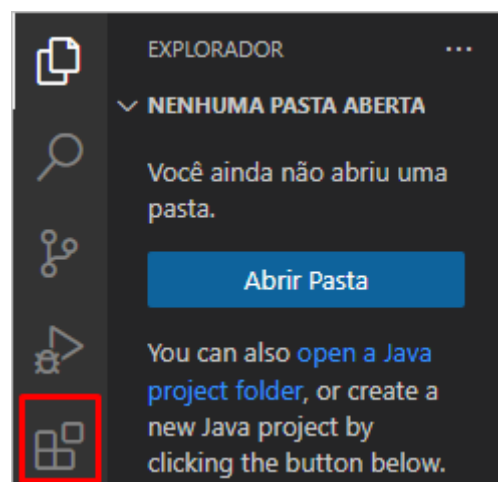 EXPLORADOR ...
NENHUMA PASTA ABERTA
Você ainda não abriu uma
pasta.
Abrir Pasta
You can also open a Java
project folder, or create a
new Java project by
clicking the button below.